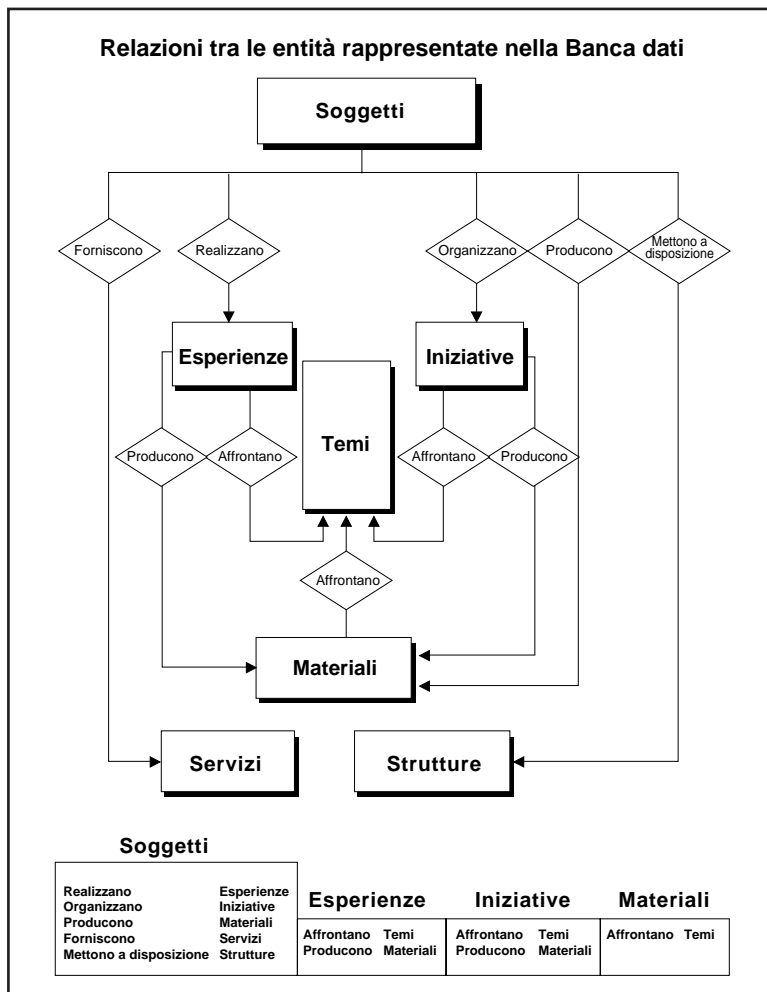 Relazioni tra le entità rappresentate nella Banca dati
Soggetti
Forniscono
Realizzano
Organizzano
Producono
Mettono a
disposizione
Esperienze
Iniziative
Temi
Producono
Affrontano
Affrontano
Producono
Affrontano
Materiali
Servizi
Strutture
Soggetti
Realizzano Esperienze
Organizzano Iniziative
Producono Materiali
Forniscono Servizi
Mettono a disposizione Strutture
Esperienze
Affrontano Temi
Producono Materiali
Iniziative
Affrontano Temi
Producono Materiali
Materiali
Affrontano Temi